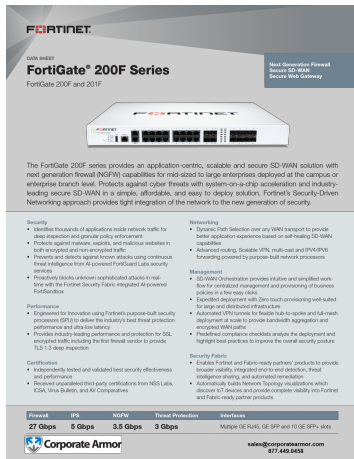 FORTINET
DATA SHEET
FortiGate® 200F Series
FortiGate 200F and 201F
Next Generation Firewall
Secure SD-WAN
Secure Web Gateway
FORTINET
The FortiGate 200F series provides an application-centric, scalable and secure SD-WAN solution with
next generation firewall (NGFW) capabilities for mid-sized to large enterprises deployed at the campus or
enterprise branch level. Protects against cyber threats with system-on-a-chip acceleration and industry-
leading secure SD-WAN in a simple, affordable, and easy to deploy solution. Fortinet's Security-Driven
Networking approach provides tight integration of the network to the new generation of security.
Security
• Identifies thousands of applications inside network traffic for
deep inspection and granular policy enforcement
• Protects against malware, exploits, and malicious websites in
both encrypted and non-encrypted traffic
• Prevents and detects against known attacks using continuous
threat intelligence from AI-powered FortiGuard Labs security
services
• Proactively blocks unknown sophisticated attacks in real-
time with the Fortinet Security Fabric integrated AI-powered
FortiSandbox
Performance
• Engineered for innovation using Fortinet's purpose-built security
processors (SPU) to deliver the industry's best threat protection
performance and ultra-low latency
• Provides industry-leading performance and protection for SSL
encrypted traffic including the first firewall vendor to provide
TLS 1.3 deep inspection
Certification
• Independently tested and validated best security effectiveness
and performance
• Received unparalleled third-party certifications from NSS Labs,
ICSA, Virus Bulletin, and AV Comparatives
Networking
• Dynamic Path Selection over any WAN transport to provide
better application experience based on self-healing SD-WAN
capabilities
• Advanced routing, Scalable VPN, multi-cast and IPV4/IPV6
forwarding powered by purpose-built network processors
Management
• SD-WAN Orchestration provides intuitive and simplified work-
flow for centralized management and provisioning of business
policies in a few easy clicks
• Expedited deployment with Zero touch provisioning well-suited
for large and distributed infrastructure
• Automated VPN tunnels for flexible hub-to-spoke and full-mesh
deployment at scale to provide bandwidth aggregation and
encrypted WAN paths
• Predefined compliance checklists analyze the deployment and
highlight best practices to improve the overall security posture
Security Fabric
• Enables Fortinet and Fabric-ready partners' products to provide
broader visibility, integrated end-to-end detection, threat
intelligence sharing, and automated remediation
• Automatically builds Network Topology visualizations which
discover IoT devices and provide complete visibility into Fortinet
and Fabric-ready partner products
Firewall IPS NGFW Threat Protection Interfaces
27 Gbps 5 Gbps 3.5 Gbps 3 Gbps Multiple GE RJ45, GE SFP and 10 GE SFP+ slots
Corporate Armor
sales@corporatearmor.com
877.449.0458